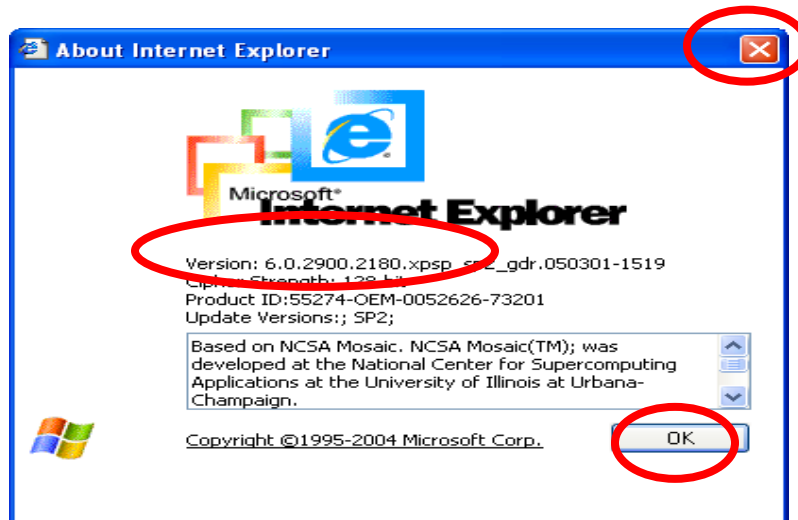 About Internet Explorer
Microsoft®
Internet Explorer
Version: 6.0.2900.2180.xpsp_sp2_gdr.050301-1519
Cipher Strength: 128-bit
Product ID:55274-OEM-0052626-73201
Update Versions:; SP2;
Based on NCSA Mosaic. NCSA Mosaic(TM); was
developed at the National Center for Supercomputing
Applications at the University of Illinois at Urbana-
Champaign.
Copyright ©1995-2004 Microsoft Corp.
OK